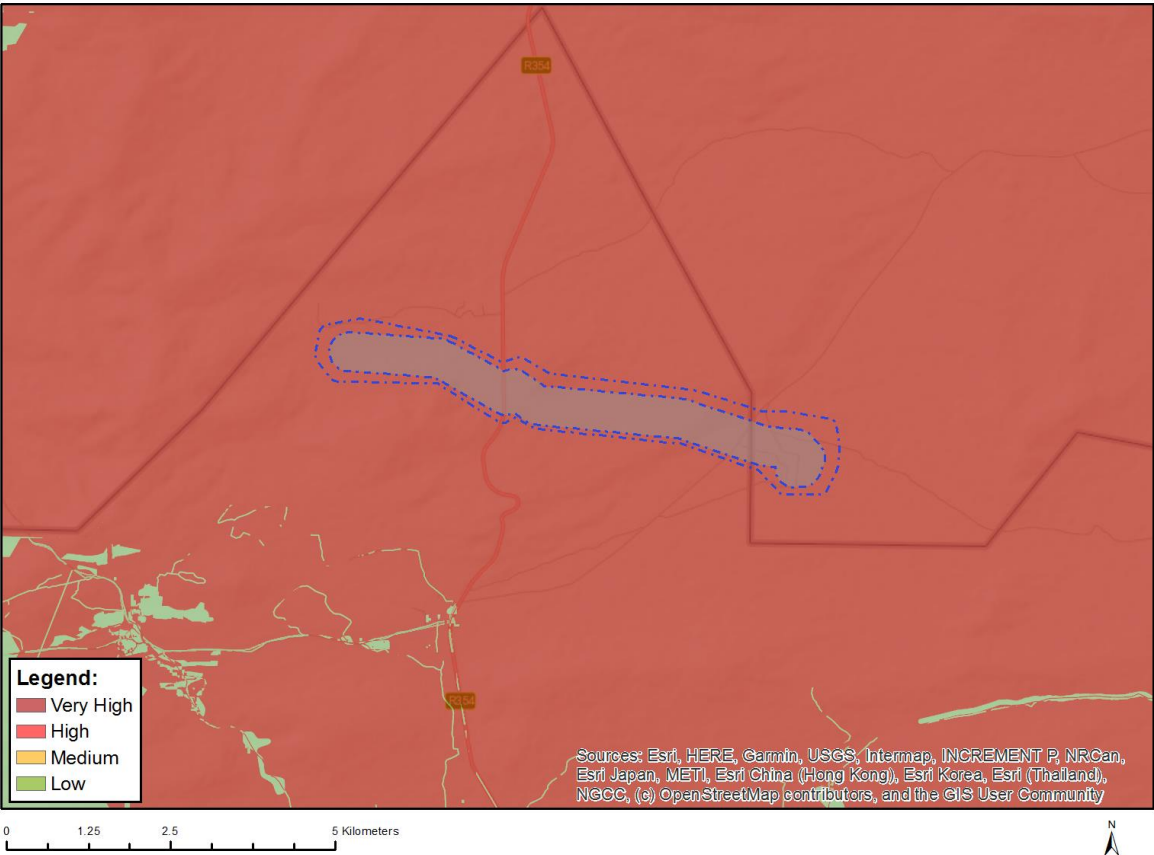 R354
Legend:
Very High
High
Medium
Low
R354
Sources: Esri, HERE, Garmin, USGS, Intermap, INCREMENT P, NRCan,
Esri Japan, METI, Esri China (Hong Kong), Esri Korea, Esri (Thailand),
NGCC, (c) OpenStreetMap contributors, and the GIS User Community
0 1.25 2.5 5 Kilometers
N